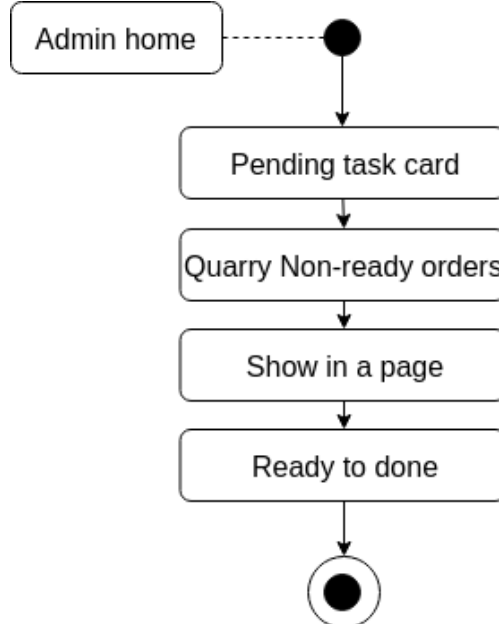 Admin home
Pending task card
Quarry Non-ready orders
Show in a page
Ready to done